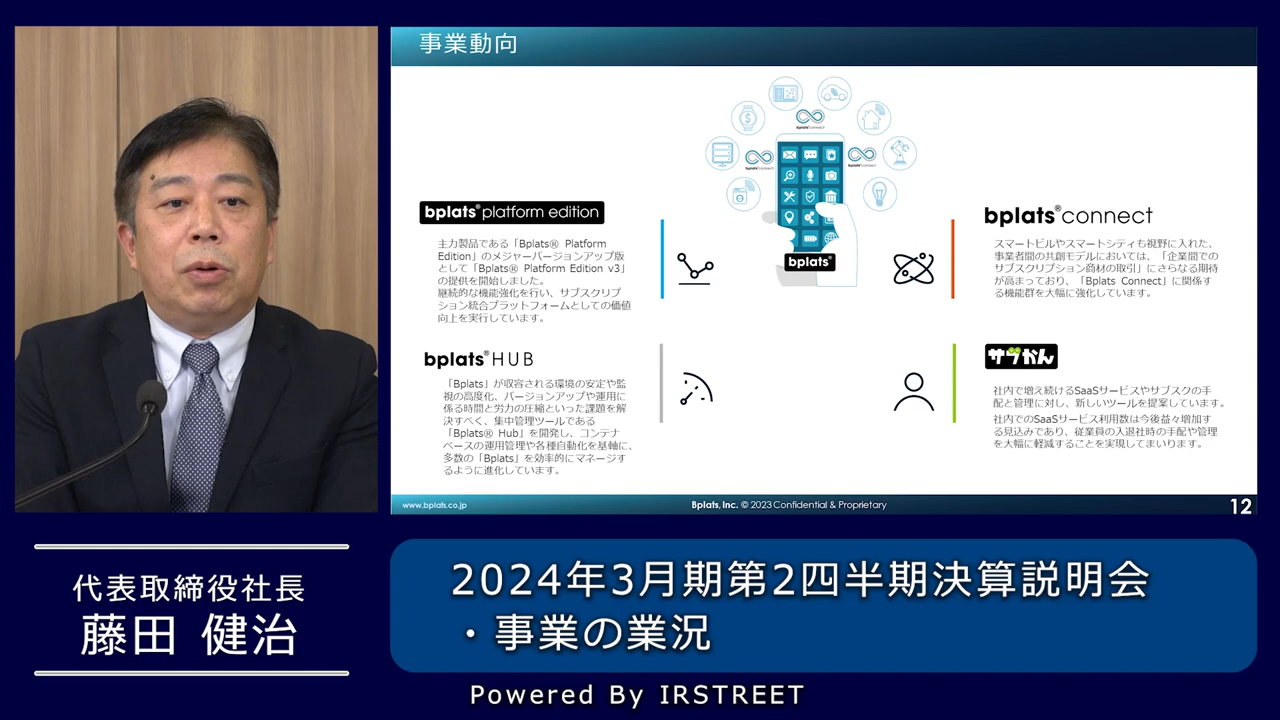 事業動向
bplats®connect
bplats®connect
bplats®connect
bplats®
bplats®platform edition
主力製品である「Bplats® Platform
Edition」のメジャーバージョンアップ版
として「Bplats® Platform Edition v3」
の提供を開始しました。
継続的な機能強化を行い、サブスクリプ
ション統合プラットフォームとしての価値
向上を実行しています。
bplats®connect
スマートビルやスマートシティも視野に入れた、
事業者間の共創モデルにおいては、「企業間での
サブスクリプション商材の取引」にさらなる期待
が高まっており、「Bplats Connect」に関係す
る機能群を大幅に強化しています。
bplats®HUB
「Bplats」が収容される環境の安定や監
視の高度化、バージョンアップや運用に
係る時間と労力の圧縮といった課題を解
決すべく、集中管理ツールである
「Bplats® Hub」を開発し、コンテナ
ベースの運用管理や各種自動化を基軸に、
多数の「Bplats」を効率的にマネージす
るように進化しています。
サブかん
社内で増え続けるSaaSサービスやサブスクの手
配と管理に対し、新しいツールを提案しています。
社内でのSaaSサービス利用数は今後益々増加す
る見込みであり、従業員の入退社時の手配や管理
を大幅に軽減することを実現してまいります。
www.bplats.co.jp
Bplats, Inc. © 2023 Confidential & Proprietary
12
代表取締役社長
藤田 健治
2024年3月期第2四半期決算説明会
・事業の業況
Powered By IRSTREET